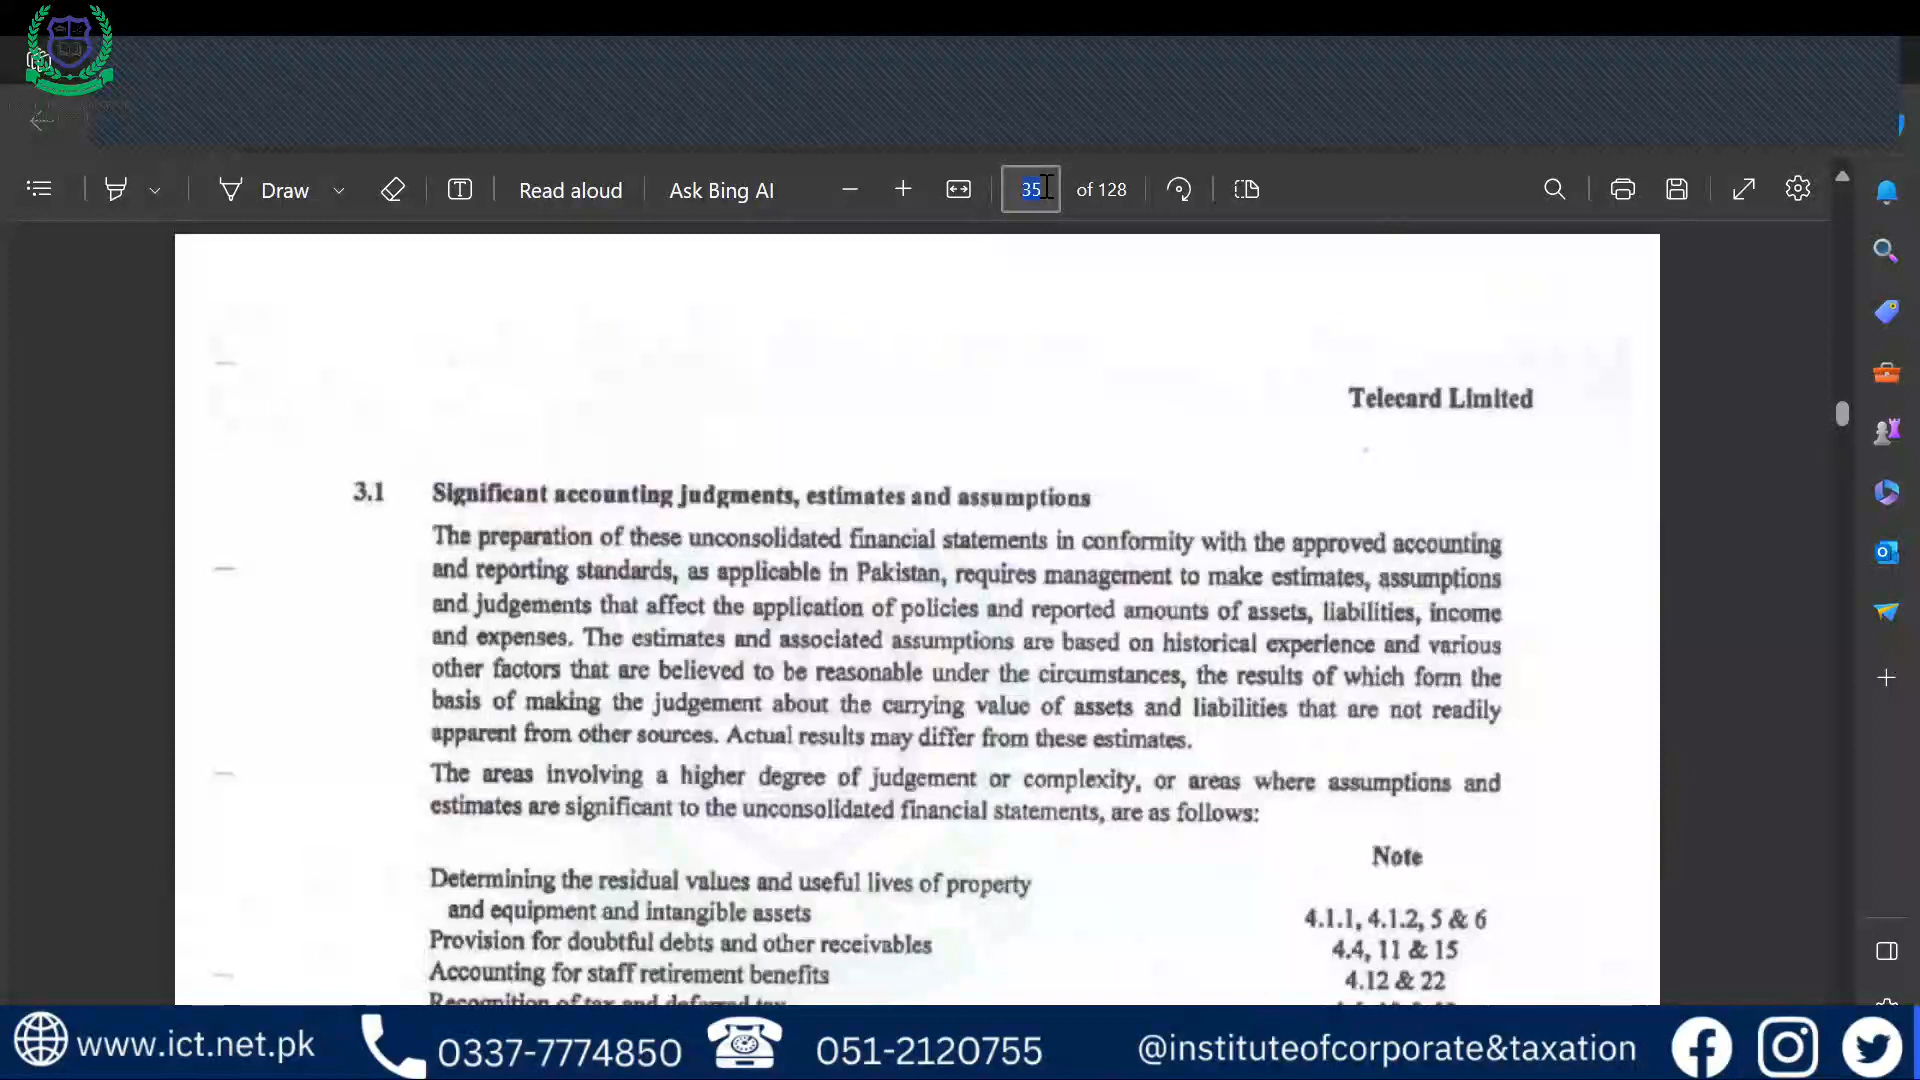 Draw
Read aloud
Ask Bing AI
35
of 128
Telecard Limited
3.1 Significant accounting judgments, estimates and assumptions
The preparation of these unconsolidated financial statements in conformity with the approved accounting
and reporting standards, as applicable in Pakistan, requires management to make estimates, assumptions
and judgements that affect the application of policies and reported amounts of assets, liabilities, income
and expenses. The estimates and associated assumptions are based on historical experience and various
other factors that are believed to be reasonable under the circumstances, the results of which form the
basis of making the judgement about the carrying value of assets and liabilities that are not readily
apparent from other sources. Actual results may differ from these estimates.
The areas involving a higher degree of judgement or complexity, or areas where assumptions and
estimates are significant to the unconsolidated financial statements, are as follows:
Note
Determining the residual values and useful lives of property
and equipment and intangible assets 4.1.1, 4.1.2, 5 & 6
Provision for doubtful debts and other receivables 4.4, 11 & 15
Accounting for staff retirement benefits 4.12 & 22
Recognition of tax and deferred tax
www.ict.net.pk
0337-7774850
051-2120755
@instituteofcorporate&taxation